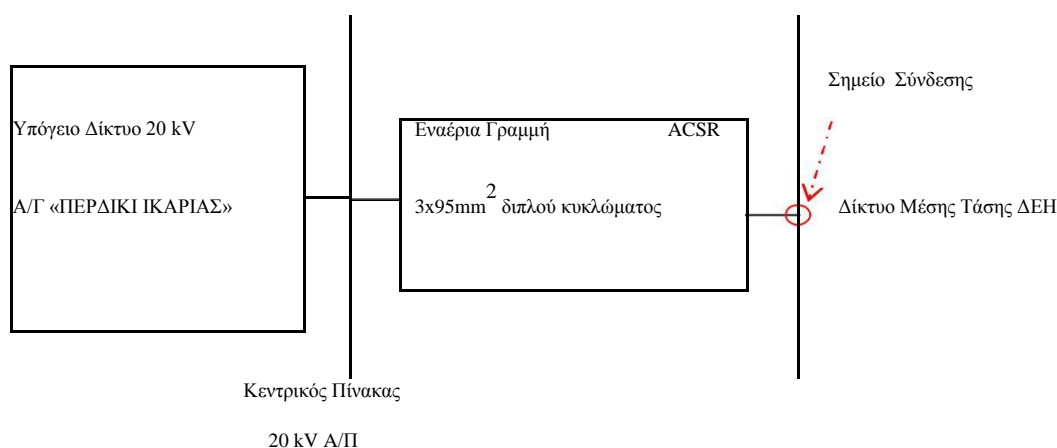 Υπόγειο Δίκτυο 20 kV
Α/Γ «ΠΕΡΔΙΚΙ ΙΚΑΡΙΑΣ»
Κεντρικός Πίνακας
20 kV Α/Π
Εναέρια Γραμμή ACSR
3x95mm² διπλού κυκλώματος
Σημείο Σύνδεσης
Δίκτυο Μέσης Τάσης ΔΕΗ